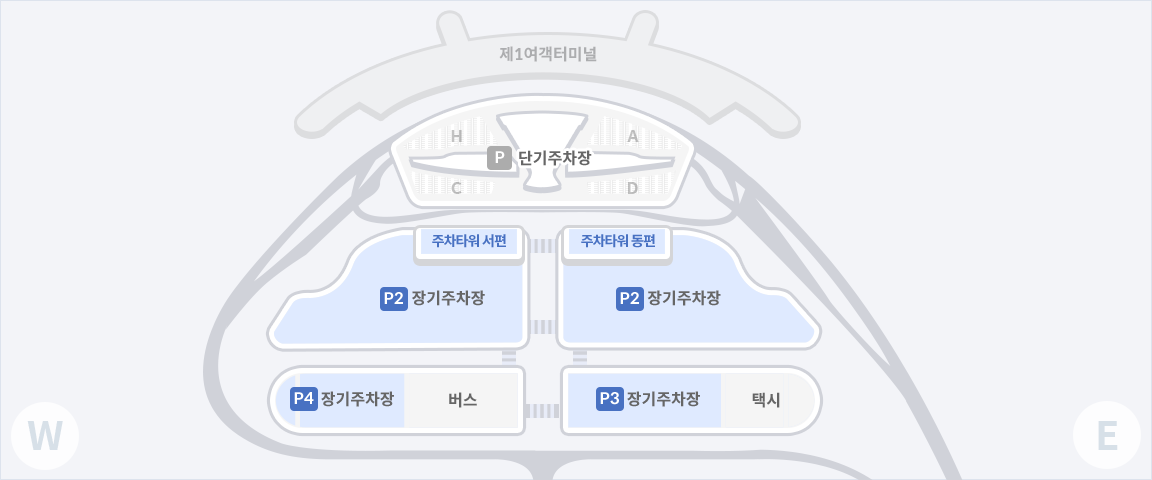 제1여객터미널
H
A
P 단기주차장
C
D
주차타워 서편
주차타워 동편
P2 장기주차장
P2 장기주차장
P4 장기주차장
버스
P3 장기주차장
택시
W
E